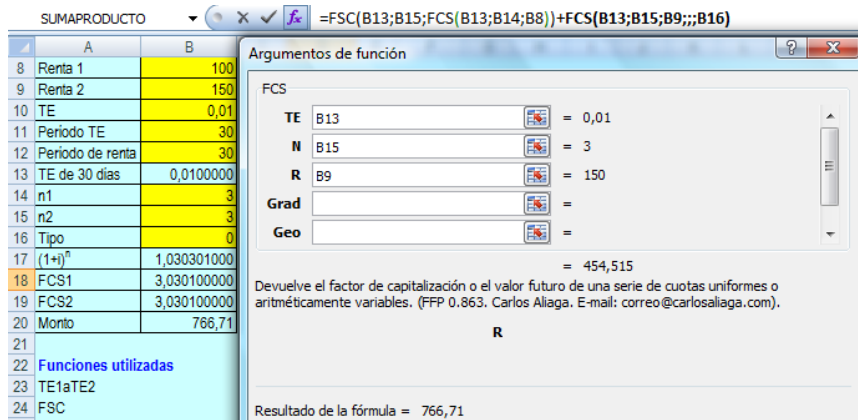 SUMAPRODUCTO =FSC(B13;B15;FCS(B13;B14;B8))+FCS(B13;B15;B9;;;B16)
A B
8 Renta 1 100
9 Renta 2 150
10 TE 0,01
11 Periodo TE 30
12 Periodo de renta 30
13 TE de 30 días 0,0100000
14 n1 3
15 n2 3
16 Tipo 0
17 (1+i)^n 1,030301000
18 FCS1 3,030100000
19 FCS2 3,030100000
20 Monto 766,71
21
22 Funciones utilizadas
23 TE1aTE2
24 FSC
Argumentos de función
FCS
TE B13 = 0,01
N B15 = 3
R B9 = 150
Grad =
Geo =
= 454,515
Devuelve el factor de capitalización o el valor futuro de una serie de cuotas uniformes o
aritméticamente variables. (FFP 0.863. Carlos Aliaga. E-mail: correo@carlosaliaga.com).
R
Resultado de la fórmula = 766,71